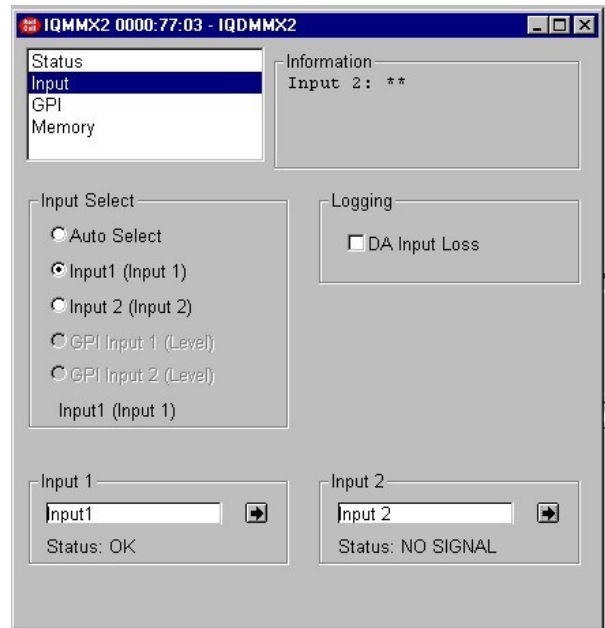 IQMMX2 0000:77:03 - IQDMMX2
Status
Input
GPI
Memory
Information
Input 2: **
Input Select
Auto Select
Input1 (Input 1)
Input 2 (Input 2)
GPI Input 1 (Level)
GPI Input 2 (Level)
Input1 (Input 1)
Logging
DA Input Loss
Input 1
Input1
Status: OK
Input 2
Input 2
Status: NO SIGNAL